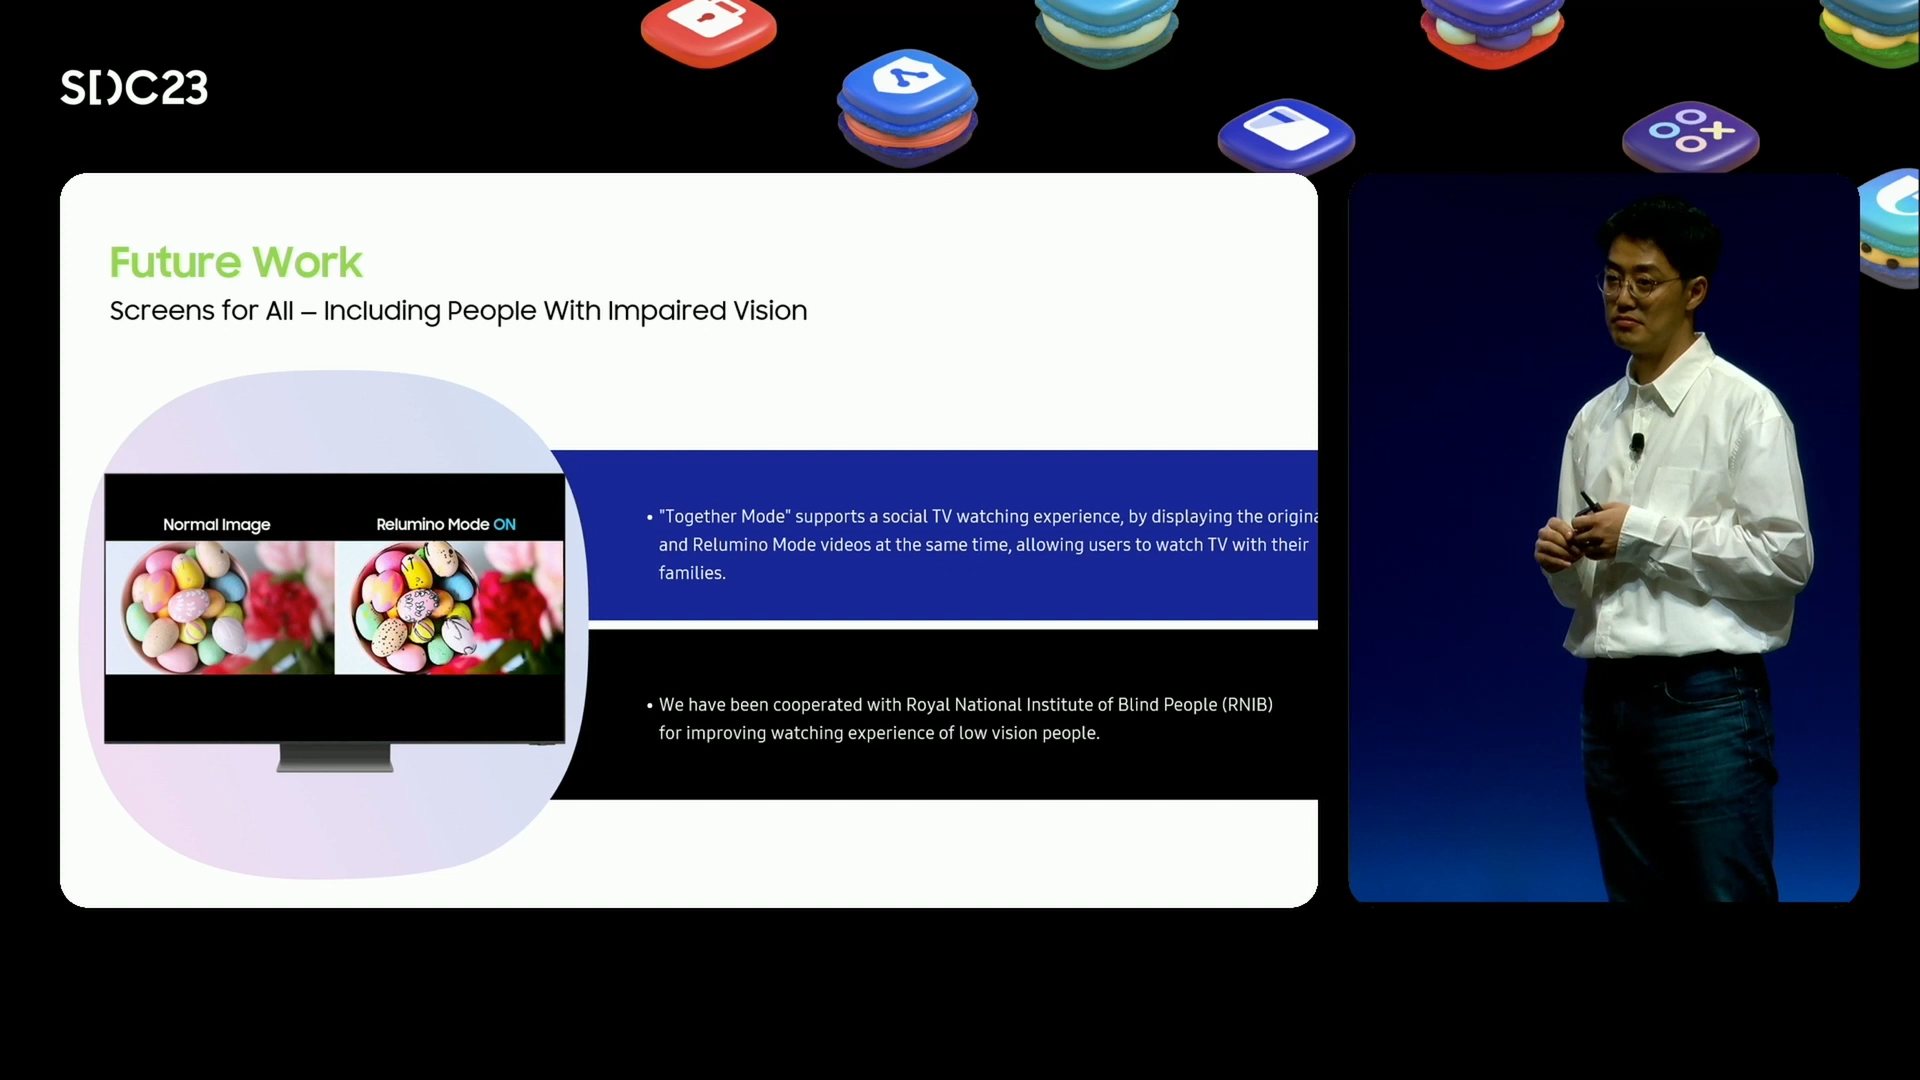 SDC23
Future Work
Screens for All – Including People With Impaired Vision
Normal Image
Relumino Mode ON
• "Together Mode" supports a social TV watching experience, by displaying the origina
and Relumino Mode videos at the same time, allowing users to watch TV with their
families.
• We have been cooperated with Royal National Institute of Blind People (RNIB)
for improving watching experience of low vision people.